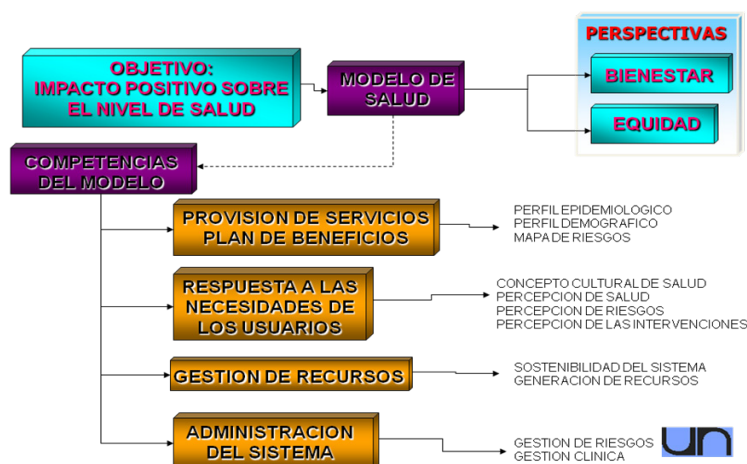 PERSPECTIVAS
OBJETIVO:
IMPACTO POSITIVO SOBRE
EL NIVEL DE SALUD
MODELO DE
SALUD
BIENESTAR
EQUIDAD
COMPETENCIAS
DEL MODELO
PROVISION DE SERVICIOS
PLAN DE BENEFICIOS
PERFIL EPIDEMIOLOGICO
PERFIL DEMOGRAFICO
MAPA DE RIESGOS
RESPUESTA A LAS
NECESIDADES DE
LOS USUARIOS
CONCEPTO CULTURAL DE SALUD
PERCEPCION DE SALUD
PERCEPCION DE RIESGOS
PERCEPCION DE LAS INTERVENCIONES
GESTION DE RECURSOS
SOSTENIBILIDAD DEL SISTEMA
GENERACION DE RECURSOS
ADMINISTRACION
DEL SISTEMA
GESTION DE RIESGOS
GESTION CLINICA
un